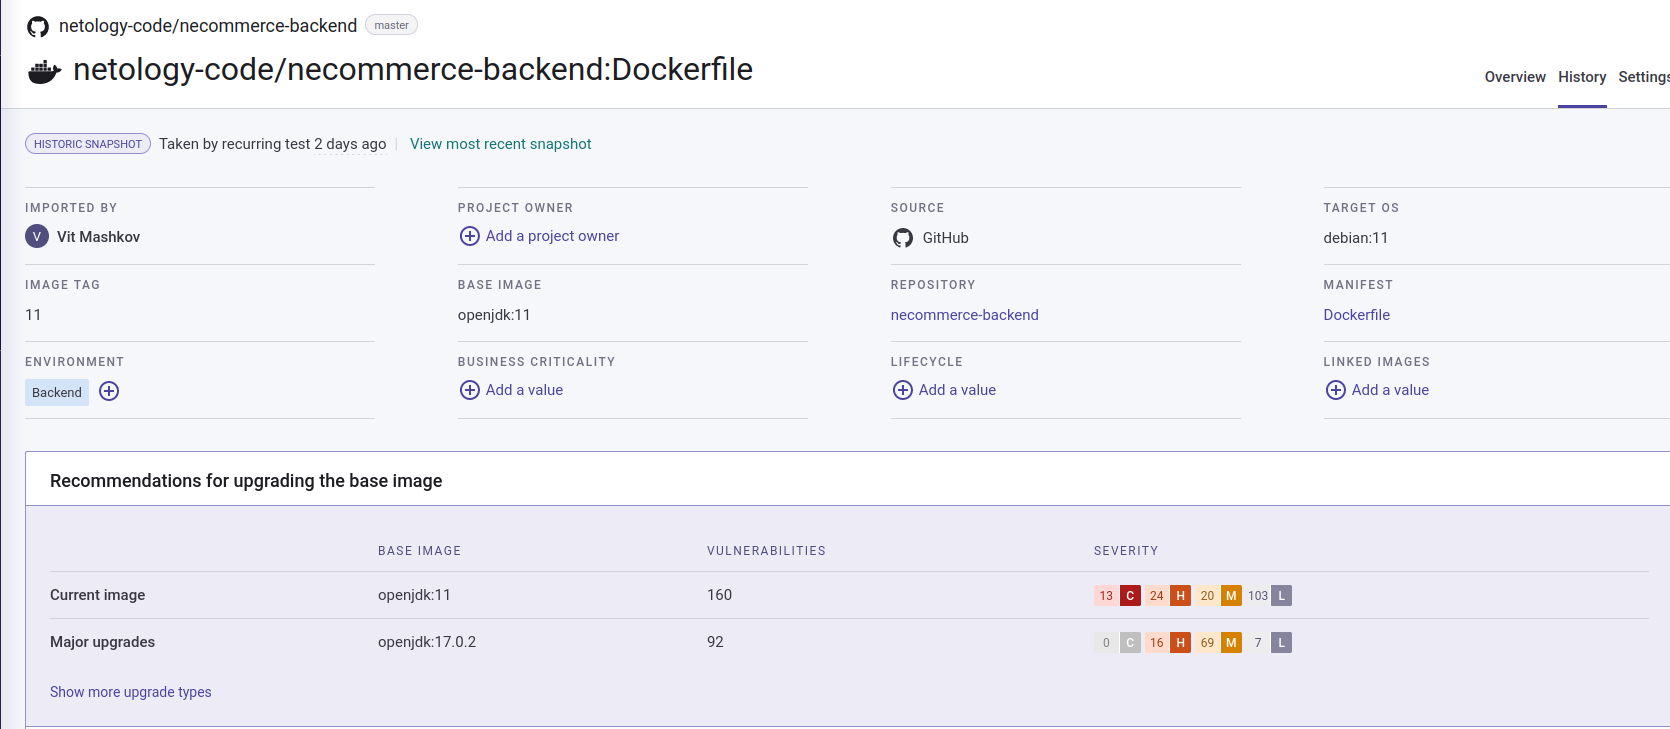 netology-code/necommerce-backend master
netology-code/necommerce-backend:Dockerfile
Overview History Settings
HISTORIC SNAPSHOT Taken by recurring test 2 days ago | View most recent snapshot
IMPORTED BY PROJECT OWNER SOURCE TARGET OS
V Vit Mashkov Add a project owner GitHub debian:11
IMAGE TAG BASE IMAGE REPOSITORY MANIFEST
11 openjdk:11 necommerce-backend Dockerfile
ENVIRONMENT BUSINESS CRITICALITY LIFECYCLE LINKED IMAGES
Backend Add a value Add a value Add a value
Recommendations for upgrading the base image
BASE IMAGE VULNERABILITIES SEVERITY
Current image openjdk:11 160 13 C 24 H 20 M 103 L
Major upgrades openjdk:17.0.2 92 0 C 16 H 69 M 7 L
Show more upgrade types